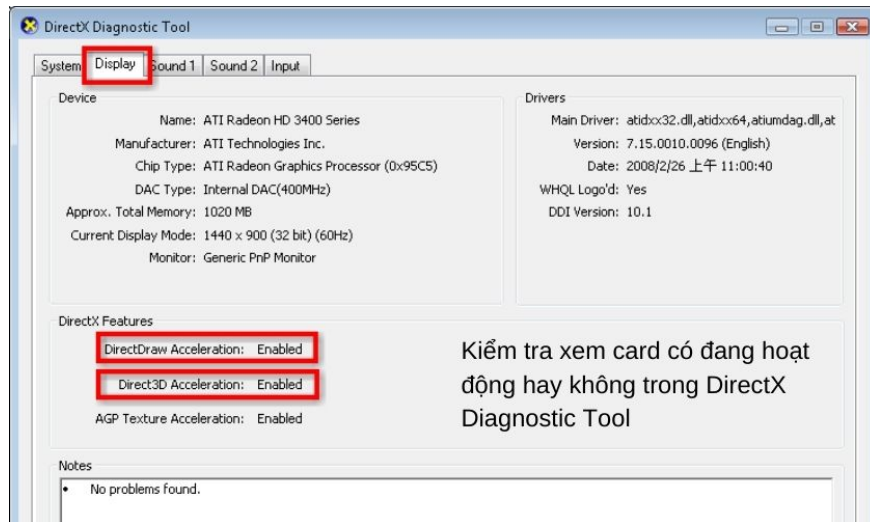 DirectX Diagnostic Tool
System Display Sound 1 Sound 2 Input
Device
Name: ATI Radeon HD 3400 Series
Manufacturer: ATI Technologies Inc.
Chip Type: ATI Radeon Graphics Processor (0x95C5)
DAC Type: Internal DAC(400MHz)
Approx. Total Memory: 1020 MB
Current Display Mode: 1440 x 900 (32 bit) (60Hz)
Monitor: Generic PnP Monitor
Drivers
Main Driver: atidxx32.dll,atidxx64,atiumdag.dll,at
Version: 7.15.0010.0096 (English)
Date: 2008/2/26 上午 11:00:40
WHQL Logo'd: Yes
DDI Version: 10.1
DirectX Features
DirectDraw Acceleration: Enabled
Direct3D Acceleration: Enabled
AGP Texture Acceleration: Enabled
Kiểm tra xem card có đang hoạt
động hay không trong DirectX
Diagnostic Tool
Notes
• No problems found.